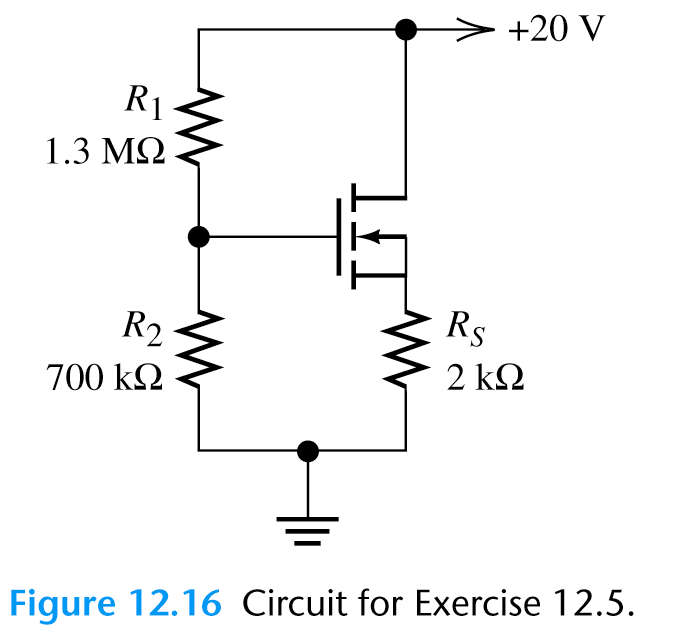 +20 V
R1
1.3 MΩ
R2
700 kΩ
RS
2 kΩ
Figure 12.16 Circuit for Exercise 12.5.